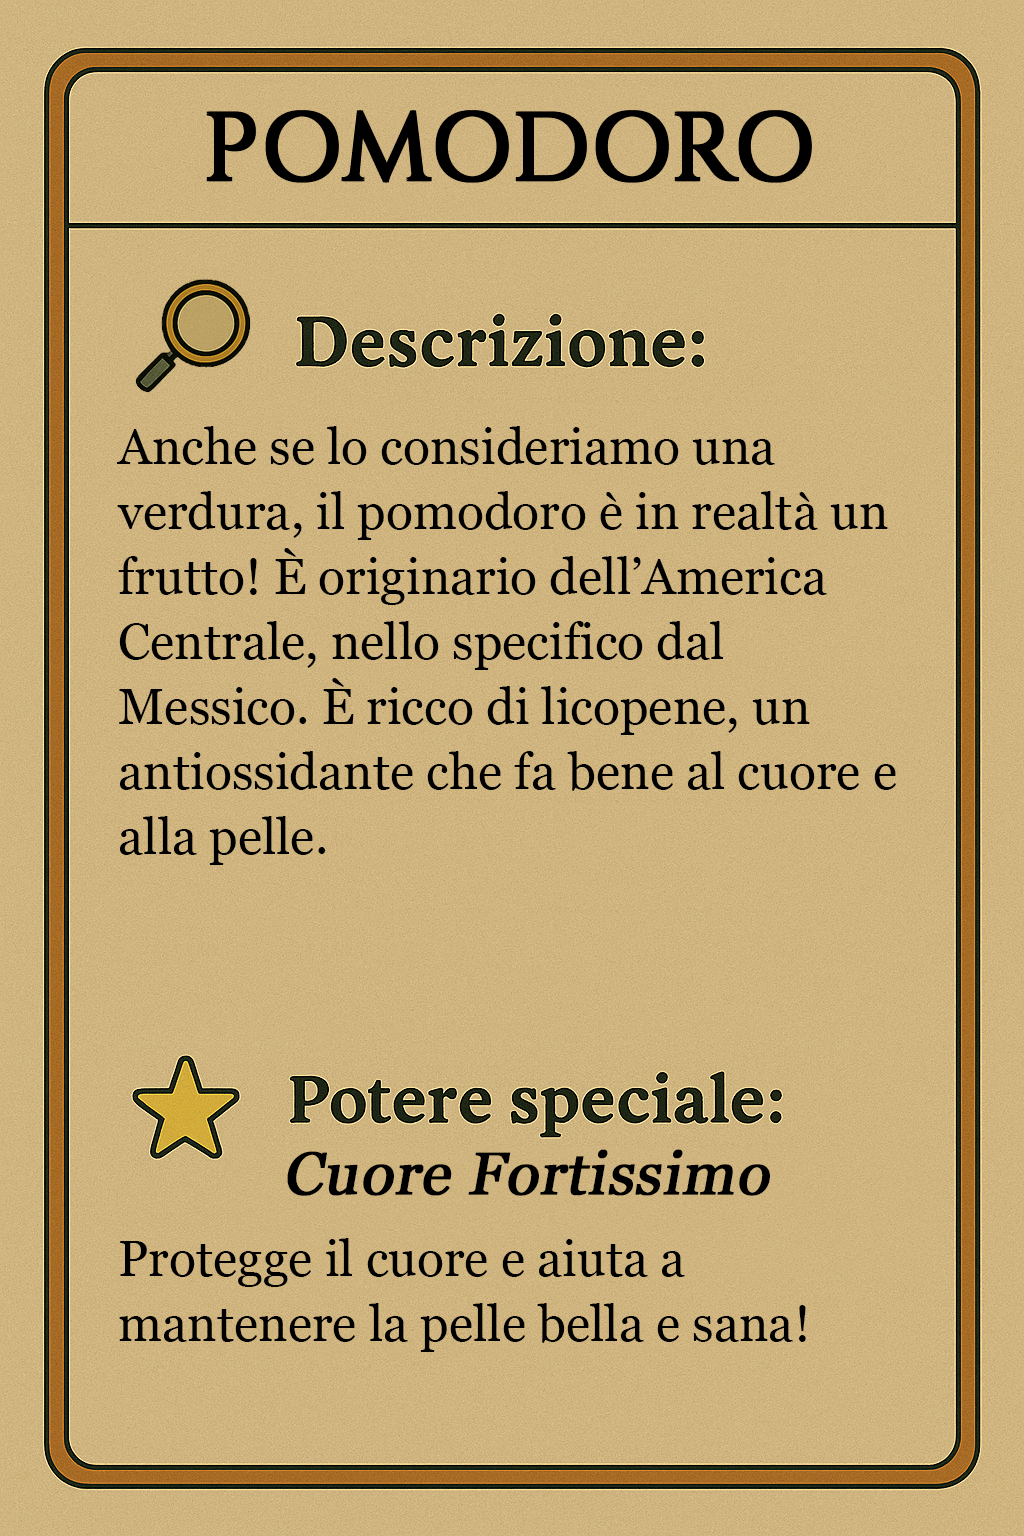 POMODORO
Descrizione:
Anche se lo consideriamo una
verdura, il pomodoro è in realtà un
frutto! È originario dell’America
Centrale, nello specifico dal
Messico. È ricco di licopene, un
antiossidante che fa bene al cuore e
alla pelle.
Potere speciale:
Cuore Fortissimo
Protegge il cuore e aiuta a
mantenere la pelle bella e sana!